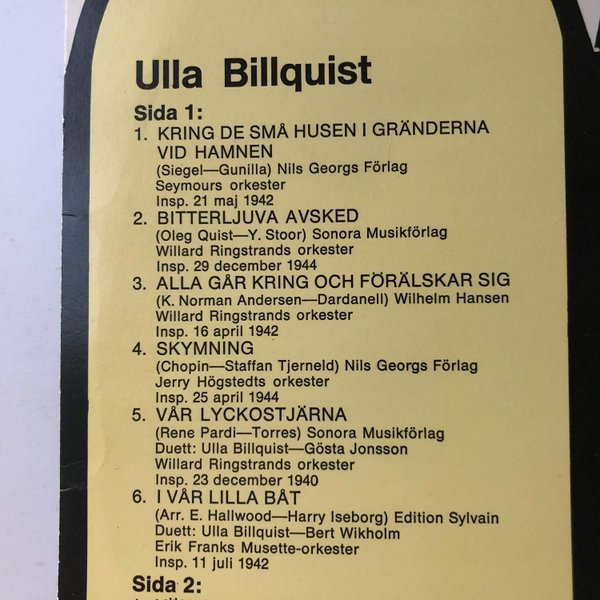 Ulla Billquist
Sida 1:
1. KRING DE SMÅ HUSEN I GRÄNDERNA
VID HAMNEN
(Siegel—Gunilla) Nils Georgs Förlag
Seymours orkester
Insp. 21 maj 1942
2. BITTERLJUVA AVSKED
(Oleg Quist—Y. Stoor) Sonora Musikförlag
Willard Ringstrands orkester
Insp. 29 december 1944
3. ALLA GÅR KRING OCH FÖRÄLSKAR SIG
(K. Norman Andersen—Dardanell) Wilhelm Hansen
Willard Ringstrands orkester
Insp. 16 april 1942
4. SKYMNING
(Chopin—Staffan Tjerneld) Nils Georgs Förlag
Jerry Högstedts orkester
Insp. 25 april 1944
5. VÅR LYCKOSTJÄRNA
(Rene Pardi—Torres) Sonora Musikförlag
Duett: Ulla Billquist—Gösta Jonsson
Willard Ringstrands orkester
Insp. 23 december 1940
6. I VÅR LILLA BÅT
(Arr. E. Hallwood—Harry Iseborg) Edition Sylvain
Duett: Ulla Billquist—Bert Wikholm
Erik Franks Musette-orkester
Insp. 11 juli 1942
Sida 2: